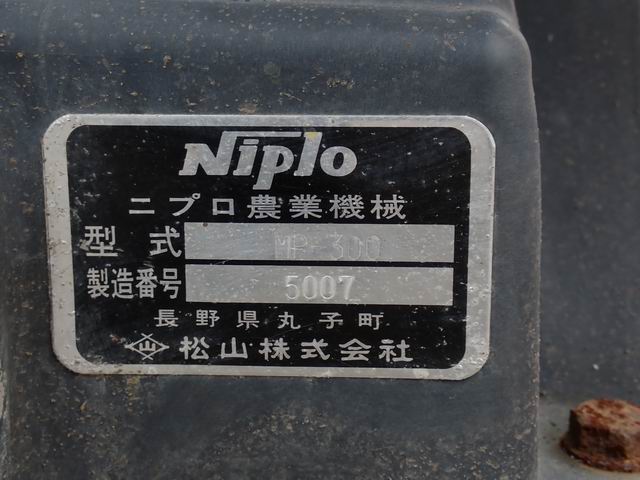 Niplo
ニプロ農業機械
型式 MP-300
製造番号 5007
長野県丸子町
松山株式会社